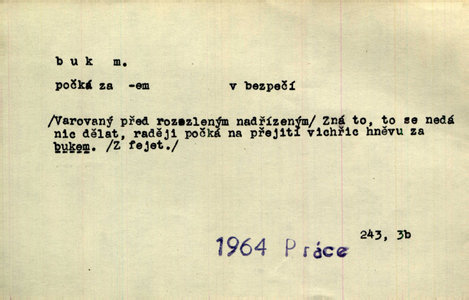 buk m.
počká za -em v bezpečí
/Varovaný před rozezleným nadřízeným/ Zná to, to se nedá
nic dělat, raději počká na přejití vichřic hněvu za
bukem. /Z fejet./
243, 3b
1964 Práce